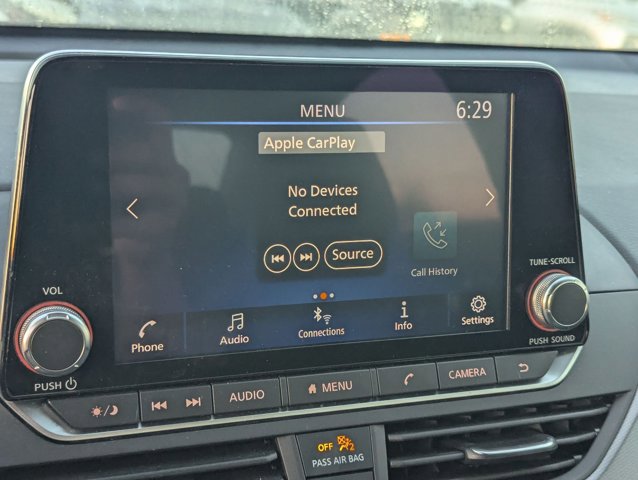 MENU
6:29
Apple CarPlay
No Devices
Connected
Source
Call History
Phone
Audio
Connections
Info
Settings
VOL
PUSH
TUNE-SCROLL
PUSH SOUND
AUDIO
MENU
CAMERA
OFF 2
PASS AIR BAG